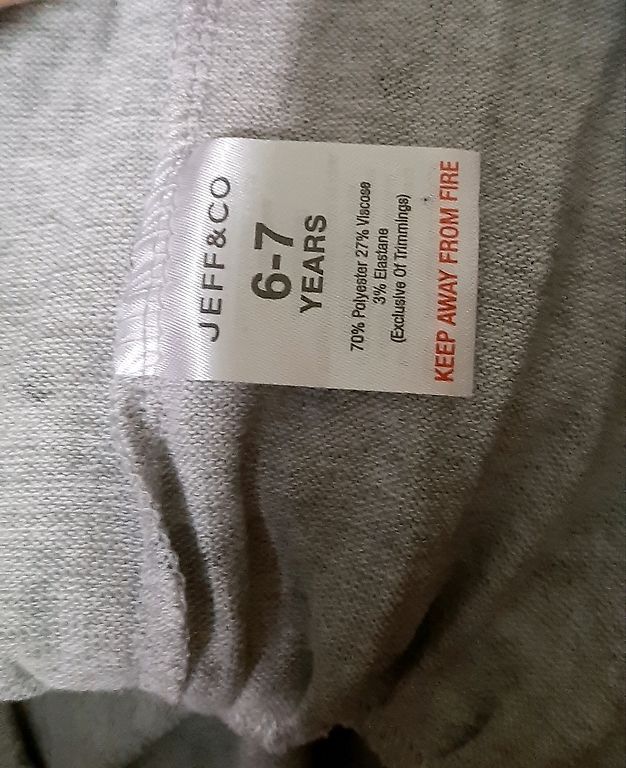 JEFF&CO
6-7
YEARS
70% Polyester 27% Viscose
3% Elastane
(Exclusive Of Trimmings)
KEEP AWAY FROM FIRE